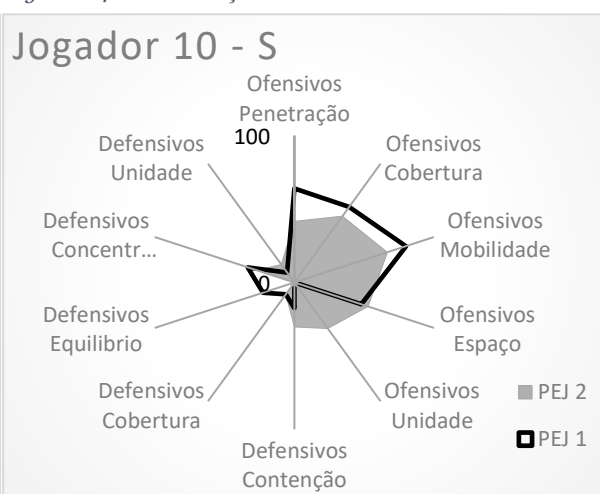 Jogador 10 - S
Ofensivos
Penetração
100
Defensivos
Unidade
Ofensivos
Cobertura
Defensivos
Concentr...
Ofensivos
Mobilidade
0
Defensivos
Equilibrio
Ofensivos
Espaço
Defensivos
Cobertura
Ofensivos
Unidade
Defensivos
Contenção
PEJ 2
PEJ 1